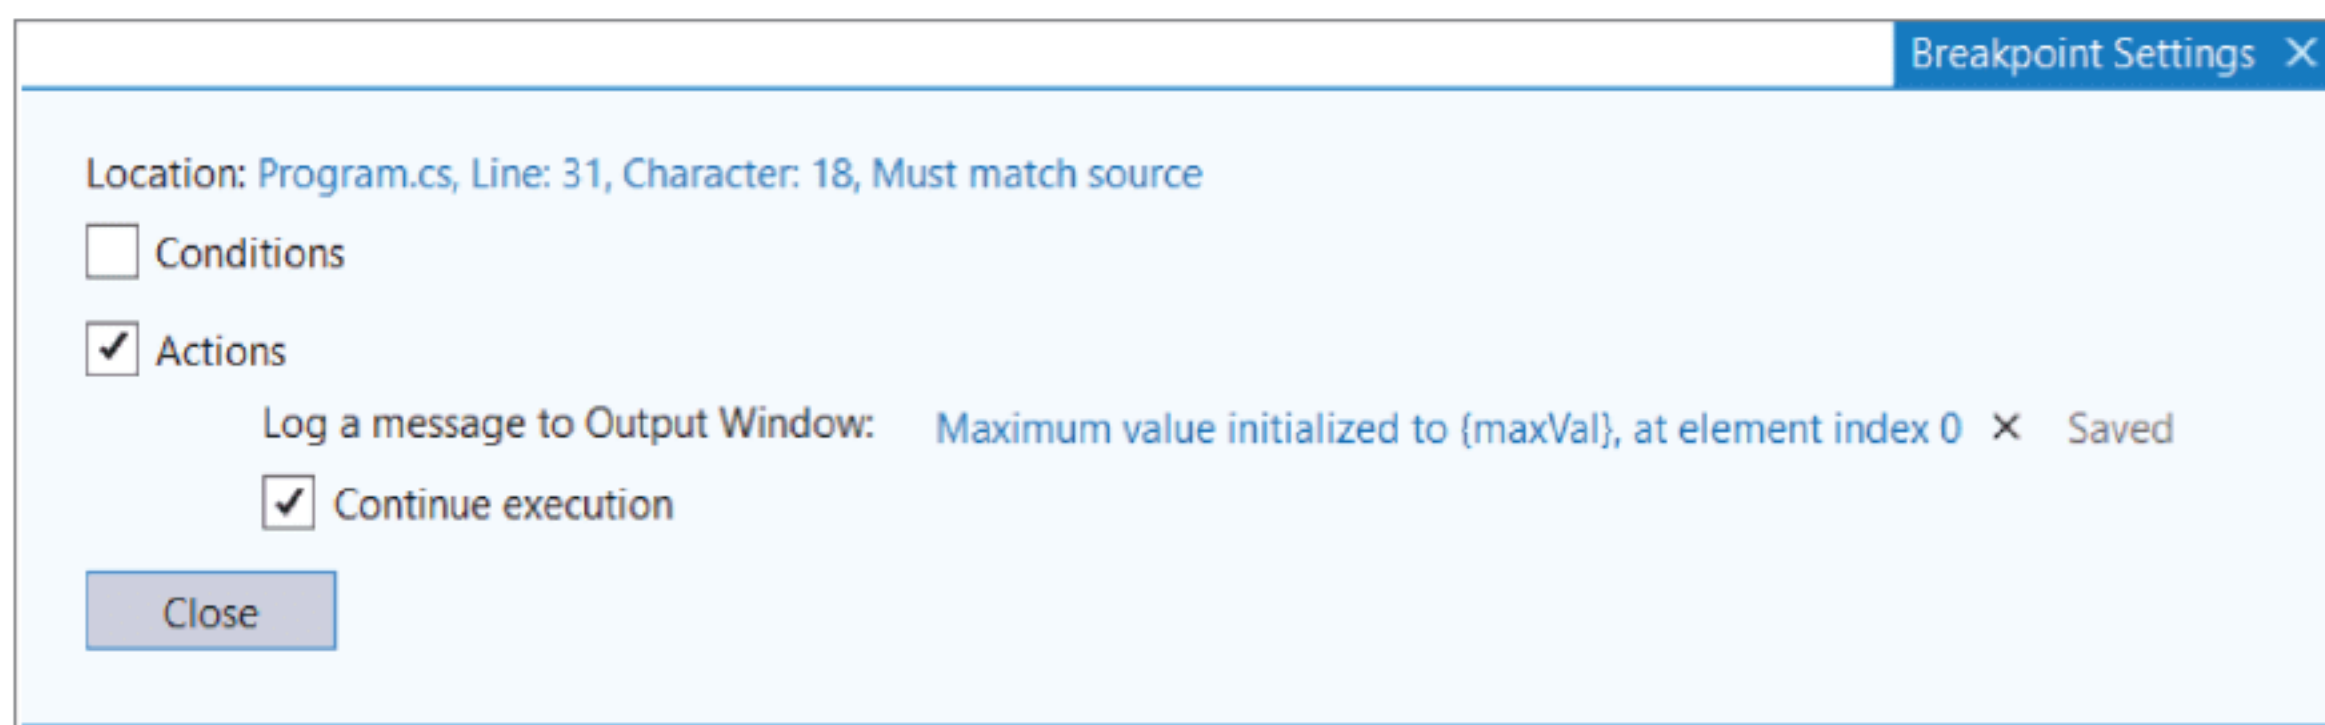 Breakpoint Settings
Location: Program.cs, Line: 31, Character: 18, Must match source
Conditions
Actions
Log a message to Output Window: Maximum value initialized to {maxVal}, at element index 0 Saved
Continue execution
Close